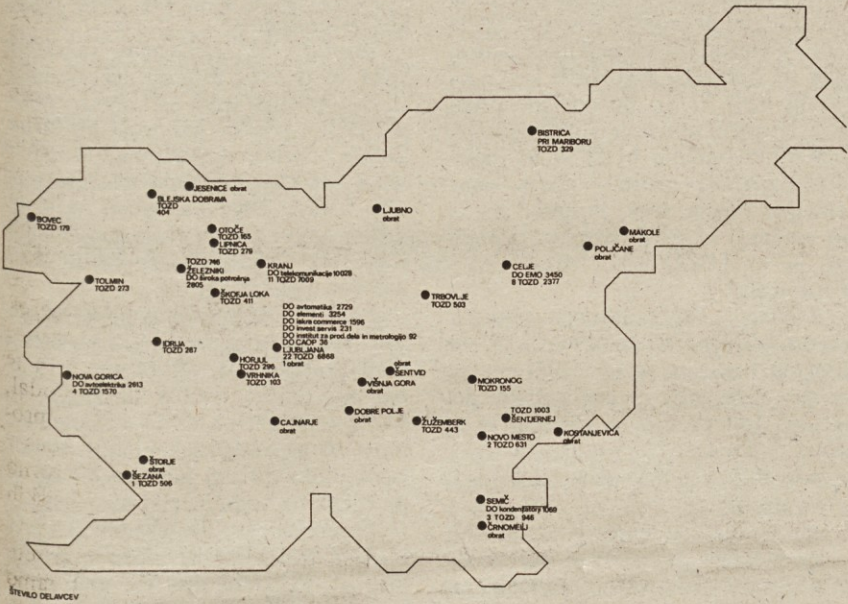 BISTRICA
PRI MARIBORU
TOZD 329
JESENICE obrat
BLEJSKA DOBRAVA
TOZD
404
LJUBNO
obrat
BOVEC
TOZD 179
OTOČE
TOZD 165
LIPNICA
TOZD 279
MAKOLE
obrat
POLJČANE
obrat
TOZD 746
ŽELEZNIKI
DO široka potrošnja
2805
KRANJ
DO telekomunikacije 10028
11 TOZD 7009
CELJE
DO EMO 3450
8 TOZD 2377
TOLMIN
TOZD 273
ŠKOFJA LOKA
TOZD 411
TRBOVLJE
TOZD 503
DO avtomatika 2729
DO elementi 3254
DO iskra commerce 1596
DO invest servis 231
DO institut za prod. dela in metrologijo 92
DO CAOP 36
LJUBLJANA
22 TOZD 6868
1 obrat
IDRIJA
TOZD 267
HORJUL
TOZD 296
VRHNIKA
TOZD 103
obrat
ŠENTVID
VIŠNJA GORA
obrat
NOVA GORICA
DO avtoelektrika 2613
4 TOZD 1570
MOKRONOG
TOZD 155
CAJNARJE
obrat
DOBRE POLJE
obrat
ŽUŽEMBERK
TOZD 443
TOZD 1003
ŠENTJERNEJ
NOVO MESTO
2 TOZD 631
KOSTANJEVICA
obrat
ŠTORJE
obrat
ŠEŽANA
1 TOZD 506
SEMIČ
DO kondenzatorji 1069
3 TOZD 946
ČRNOMELJ
obrat
ŠTEVILO DELAVCEV